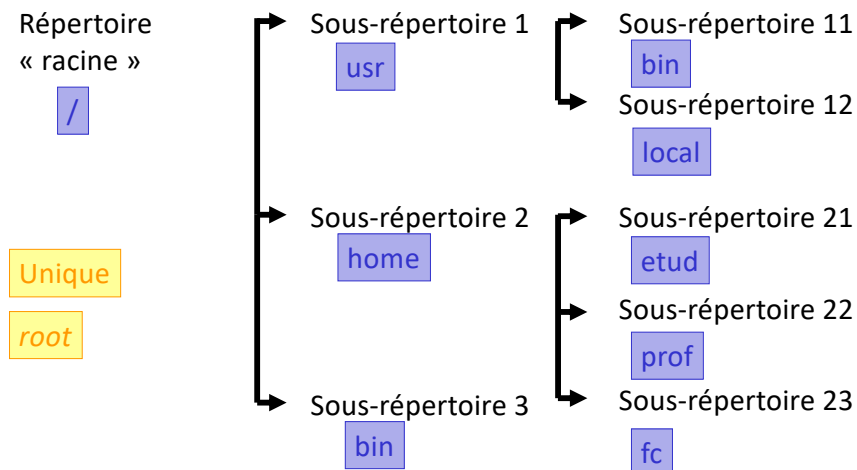 Répertoire
« racine »
/
Unique
root
Sous-répertoire 1
usr
Sous-répertoire 2
home
Sous-répertoire 3
bin
Sous-répertoire 11
bin
Sous-répertoire 12
local
Sous-répertoire 21
etud
Sous-répertoire 22
prof
Sous-répertoire 23
fc